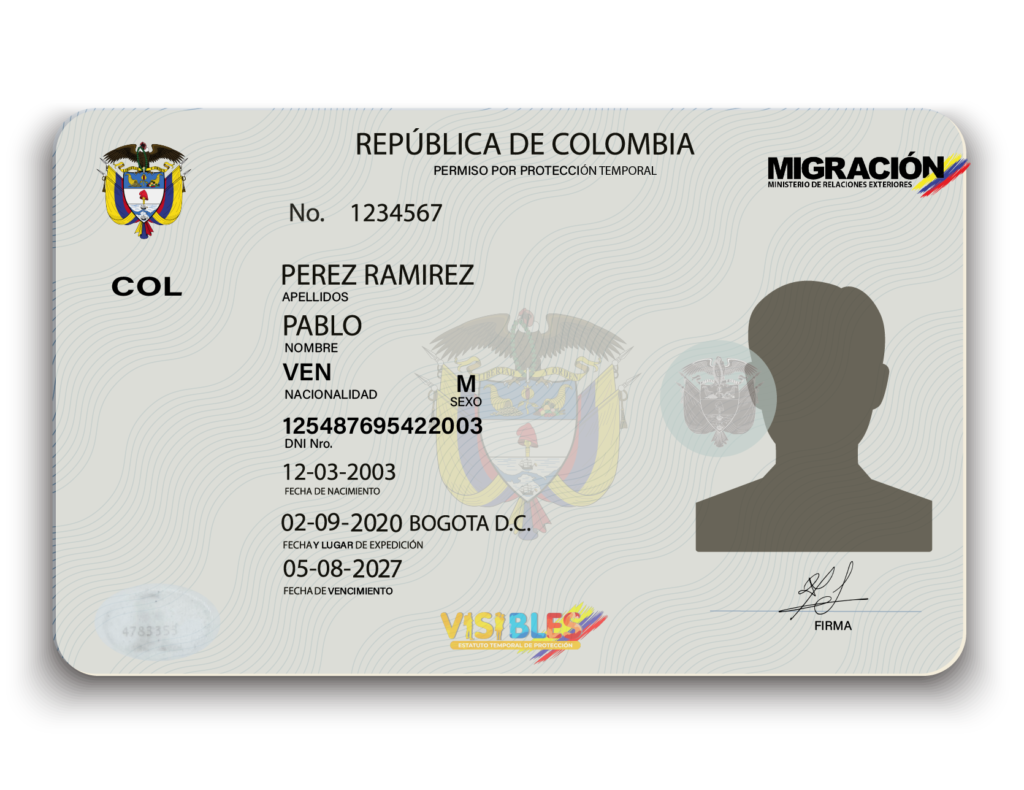 REPÚBLICA DE COLOMBIA
PERMISO POR PROTECCIÓN TEMPORAL
MIGRACIÓN
MINISTERIO DE RELACIONES EXTERIORES
No. 1234567
COL
PEREZ RAMIREZ
APELLIDOS
PABLO
NOMBRE
VEN
NACIONALIDAD
M
SEXO
125487695422003
DNI Nro.
12-03-2003
FECHA DE NACIMIENTO
02-09-2020 BOGOTA D.C.
FECHA Y LUGAR DE EXPEDICIÓN
05-08-2027
FECHA DE VENCIMIENTO
VISIBLES
ESTATUTO TEMPORAL DE PROTECCIÓN
FIRMA